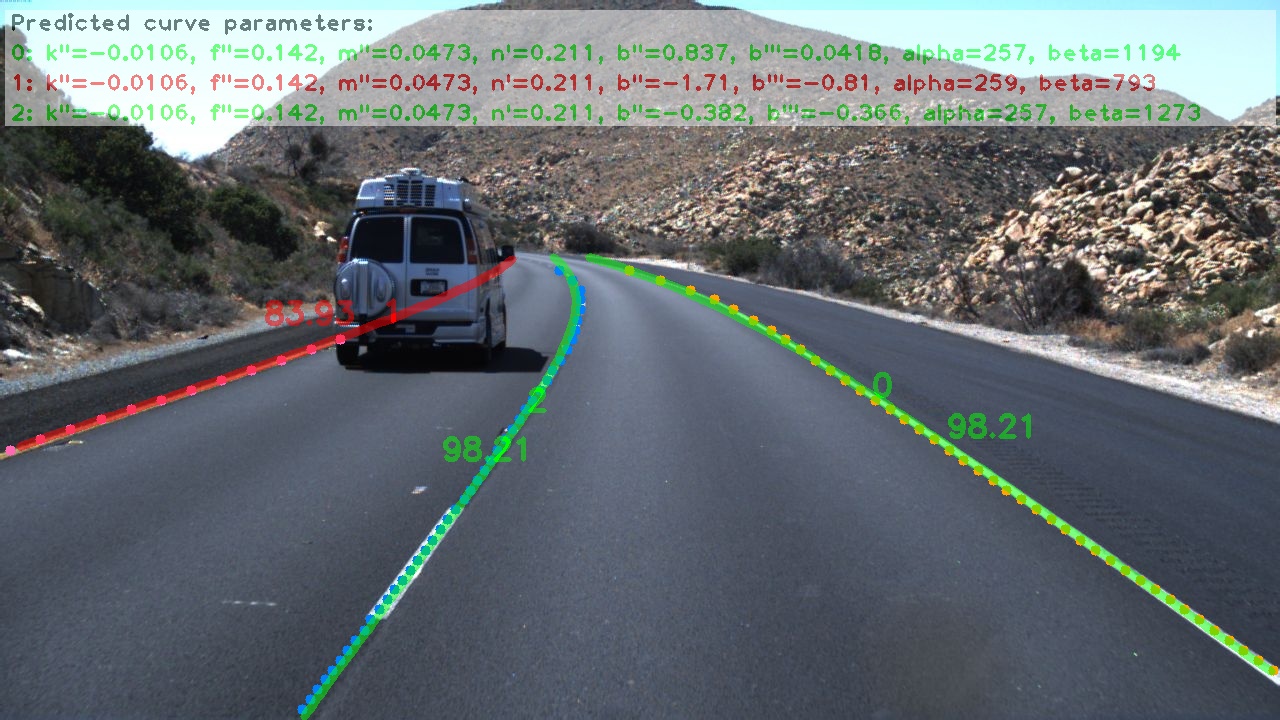 Predicted curve parameters:
0: k''=-0.0106, f''=0.142, m''=0.0473, n'=0.211, b''=0.837, b'''=0.0418, alpha=257, beta=1194
1: k''=-0.0106, f''=0.142, m''=0.0473, n'=0.211, b''=-1.71, b'''=-0.81, alpha=259, beta=793
2: k''=-0.0106, f''=0.142, m''=0.0473, n'=0.211, b''=-0.382, b'''=-0.366, alpha=257, beta=1273
83.93 1
0
2
98.21
98.21